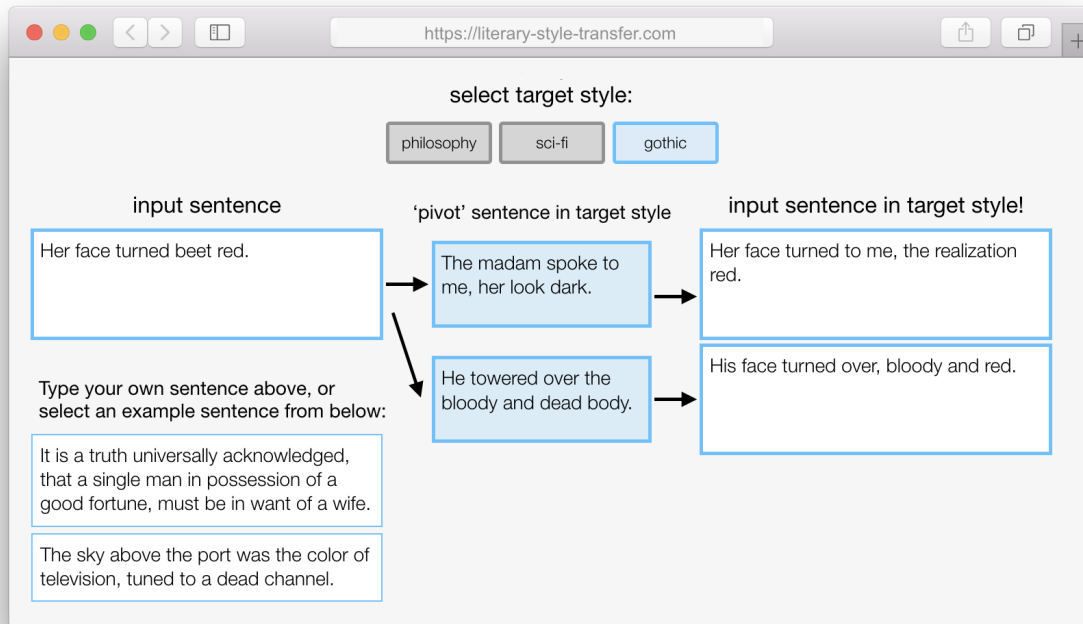 https://literary-style-transfer.com
select target style:
philosophy
sci-fi
gothic
input sentence
Her face turned beet red.
Type your own sentence above, or
select an example sentence from below:
It is a truth universally acknowledged,
that a single man in possession of a
good fortune, must be in want of a wife.
The sky above the port was the color of
television, tuned to a dead channel.
‘pivot’ sentence in target style
The madam spoke to
me, her look dark.
He towered over the
bloody and dead body.
input sentence in target style!
Her face turned to me, the realization
red.
His face turned over, bloody and red.